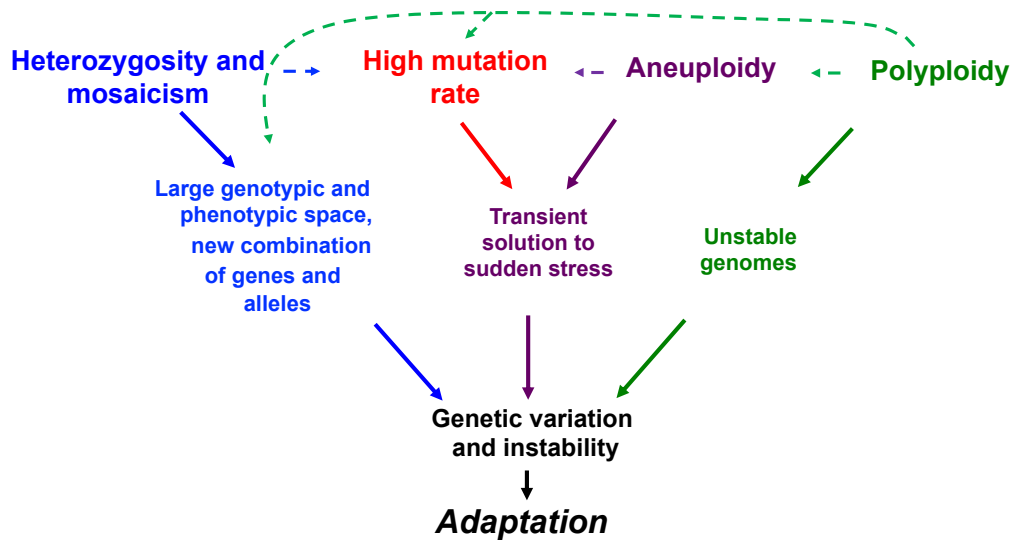 Heterozygosity and
mosaicism
High mutation
rate
Aneuploidy
Polyploidy
Large genotypic and
phenotypic space,
new combination
of genes and
alleles
Transient
solution to
sudden stress
Unstable
genomes
Genetic variation
and instability
Adaptation